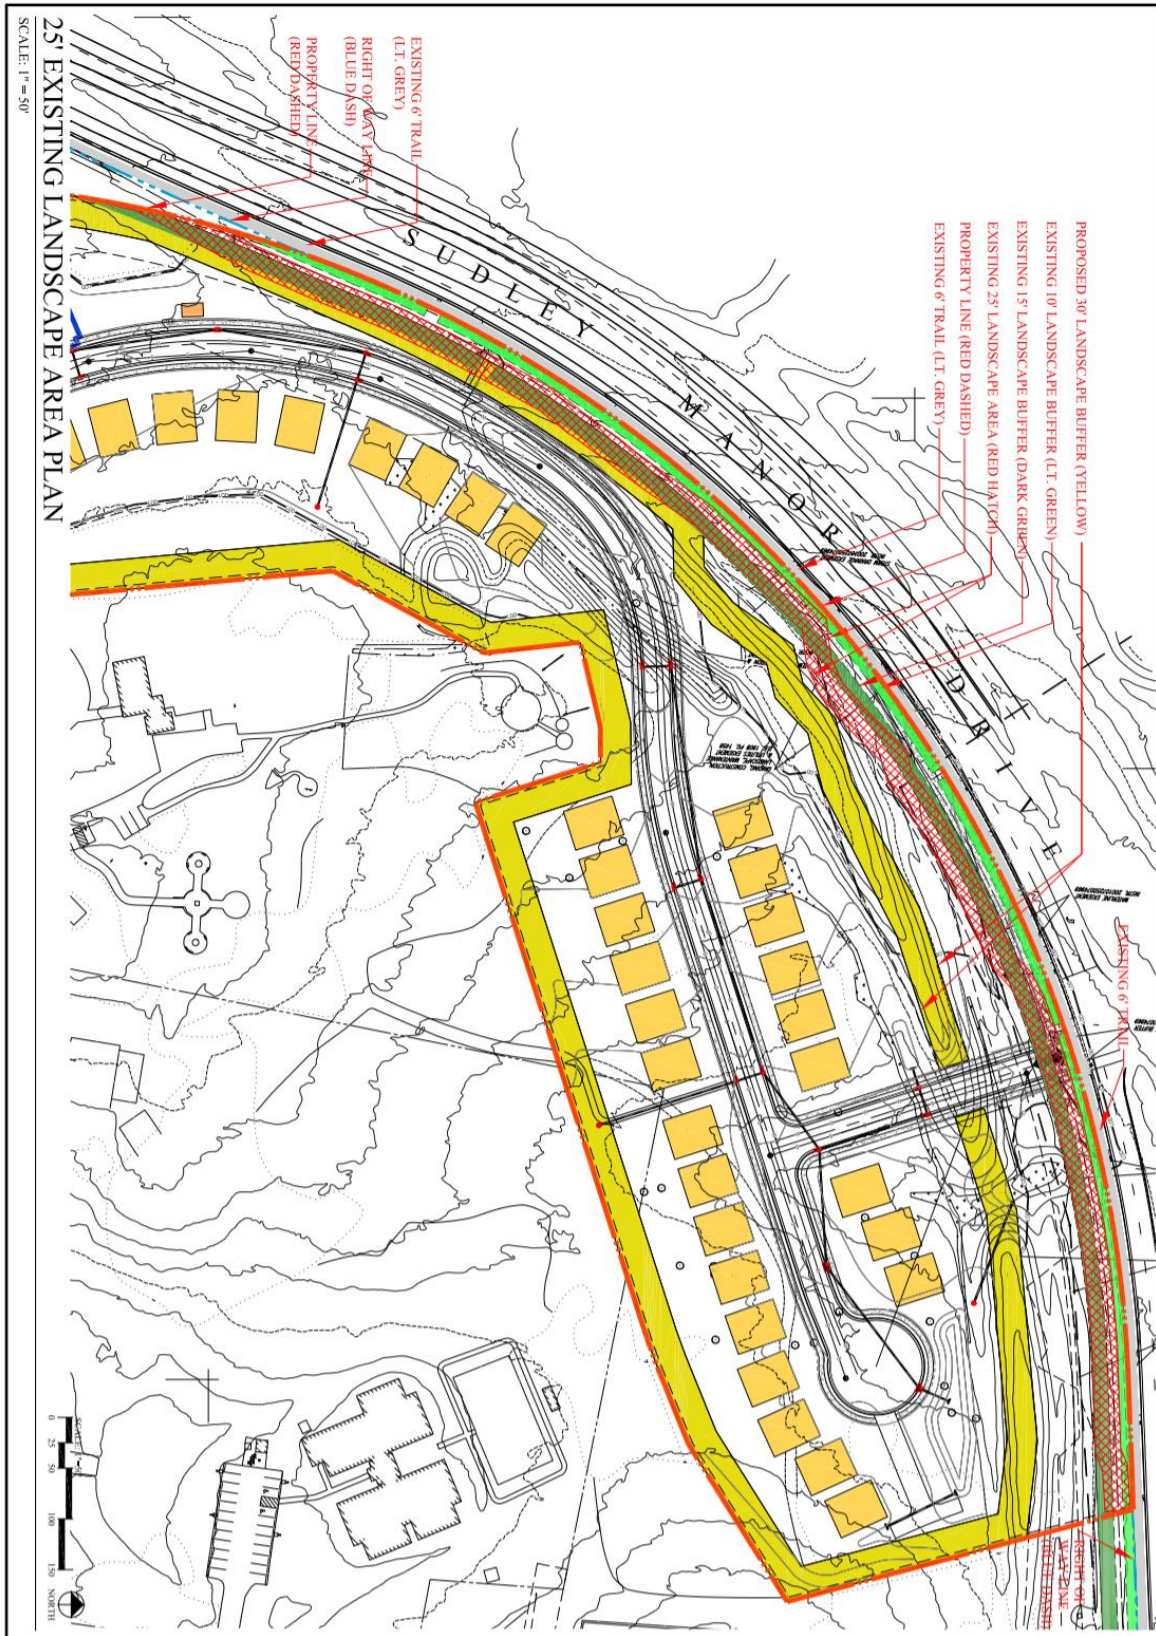 PROPOSED 30' LANDSCAPE BUFFER (YELLOW)
EXISTING 10' LANDSCAPE BUFFER (LT. GREEN)
EXISTING 15' LANDSCAPE BUFFER (DARK GREEN)
EXISTING 25' LANDSCAPE AREA (RED HATCH)
PROPERTY LINE (RED DASHED)
EXISTING 6' TRAIL (LT. GREY)
EXISTING 6' TRAIL
(LT. GREY)
RIGHT OF WAY LINE
(BLUE DASH)
PROPERTY LINE
(RED DASHED)
SUDLEY MANOR DRIVE
EXISTING 6' TRAIL
RIGHT OF
WAY LINE
25' EXISTING LANDSCAPE AREA PLAN
SCALE: 1" = 50'
0 25 50 100 150
NORTH